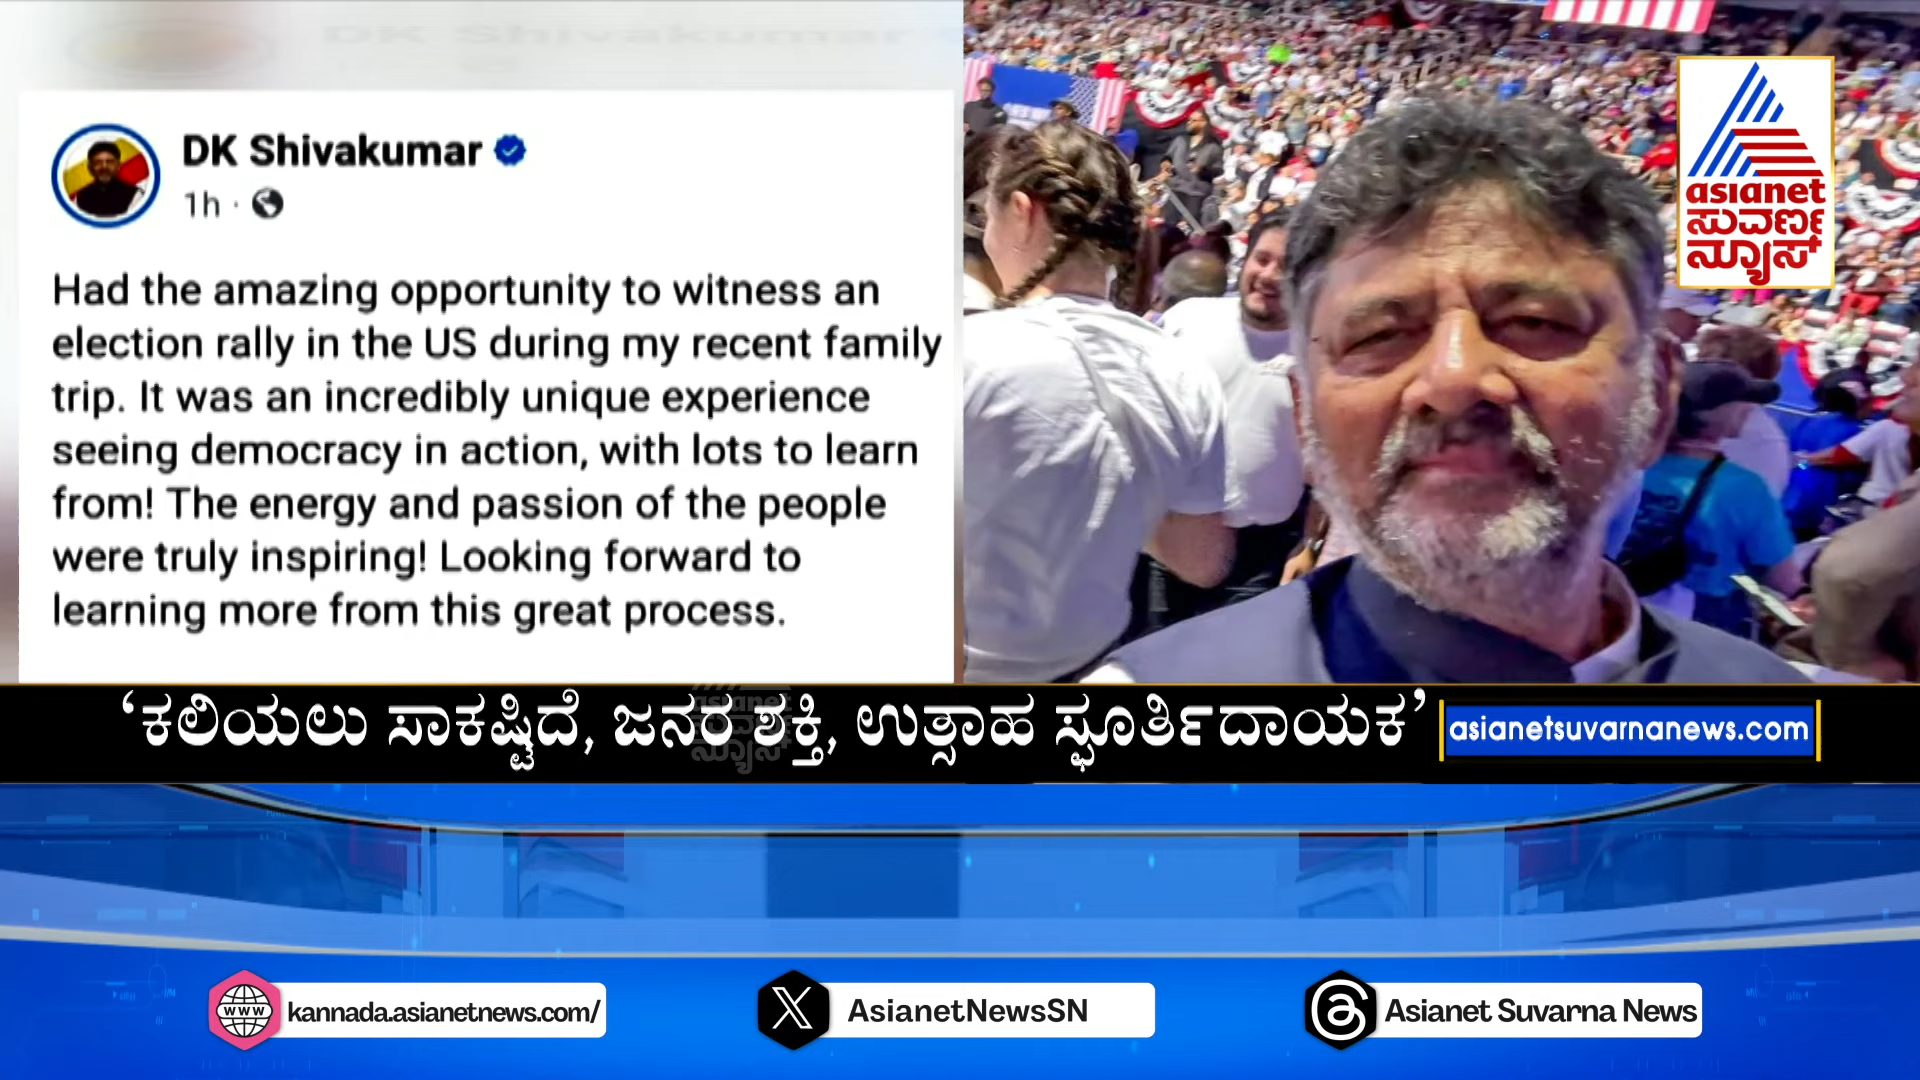 DK Shivakumar
1h
Had the amazing opportunity to witness an
election rally in the US during my recent family
trip. It was an incredibly unique experience
seeing democracy in action, with lots to learn
from! The energy and passion of the people
were truly inspiring! Looking forward to
learning more from this great process.
asianet
ಸುವರ್ಣ
ನ್ಯೂಸ್
‘ಕಲಿಯಲು ಸಾಕಷ್ಟಿದೆ, ಜನರ ಶಕ್ತಿ, ಉತ್ಸಾಹ ಸ್ಫೂರ್ತಿದಾಯಕ’
asianetsuvarnanews.com
www
kannada.asianetnews.com/
AsianetNewsSN
Asianet Suvarna News